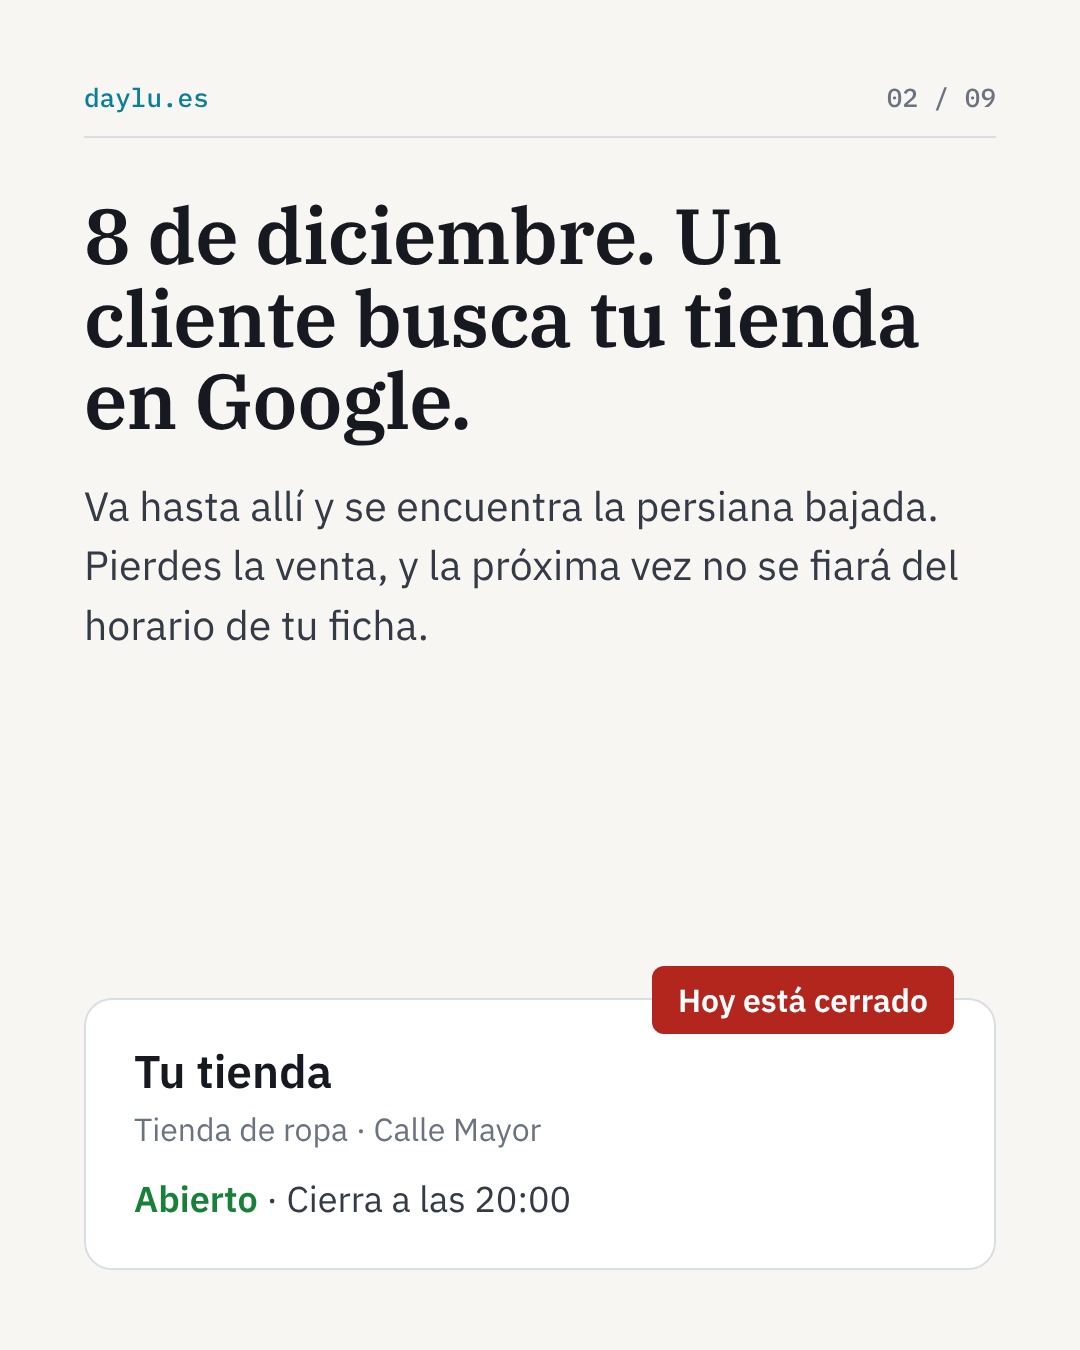 daylu.es
02 / 09
8 de diciembre. Un
cliente busca tu tienda
en Google.
Va hasta allí y se encuentra la persiana bajada.
Pierdes la venta, y la próxima vez no se fiará del
horario de tu ficha.
Hoy está cerrado
Tu tienda
Tienda de ropa · Calle Mayor
Abierto · Cierra a las 20:00